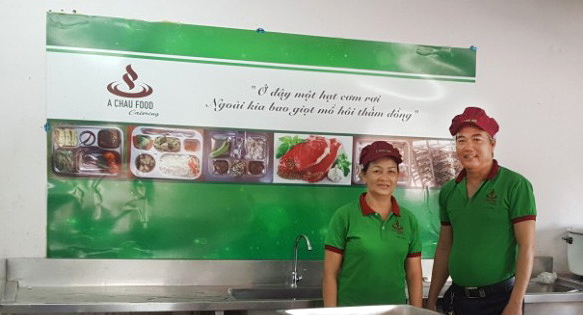 A CHAU FOOD
Catering
"Ở đây một hạt cơm rơi
Ngoài kia bao giọt mồ hôi thấm đồng"